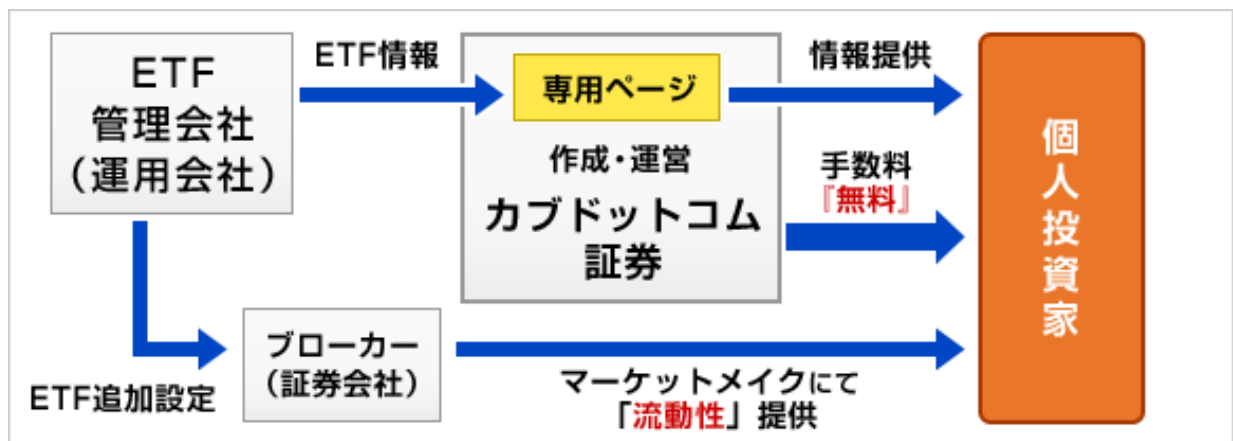 ETF
管理会社
（運用会社）
ETF情報
専用ページ
作成・運営
カブドットコム
証券
情報提供
手数料
『無料』
個人投資家
ETF追加設定
ブローカー
（証券会社）
マーケットメイクにて
「流動性」提供